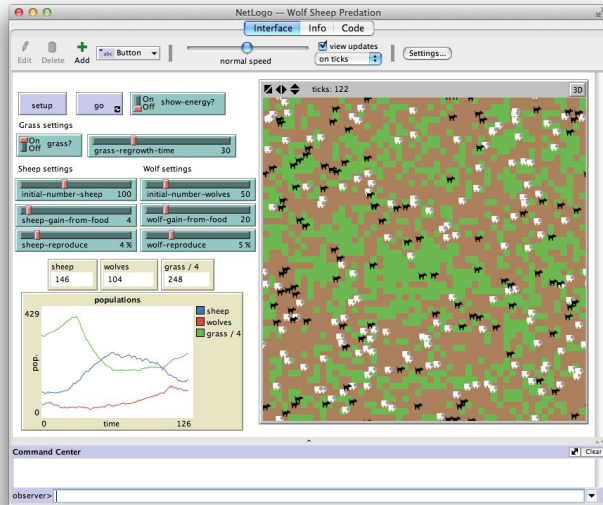 NetLogo — Wolf Sheep Predation
Interface Info Code
Edit Delete Add abc Button normal speed view updates on ticks Settings...
ticks: 122 3D
setup go On Off show-energy?
Grass settings
On Off grass? grass-regrowth-time 30
Sheep settings Wolf settings
initial-number-sheep 100 initial-number-wolves 50
sheep-gain-from-food 4 wolf-gain-from-food 20
sheep-reproduce 4 % wolf-reproduce 5 %
sheep wolves grass / 4
146 104 248
populations
429
sheep
wolves
grass / 4
pop.
0
0 time 126
Command Center Clear
observer>